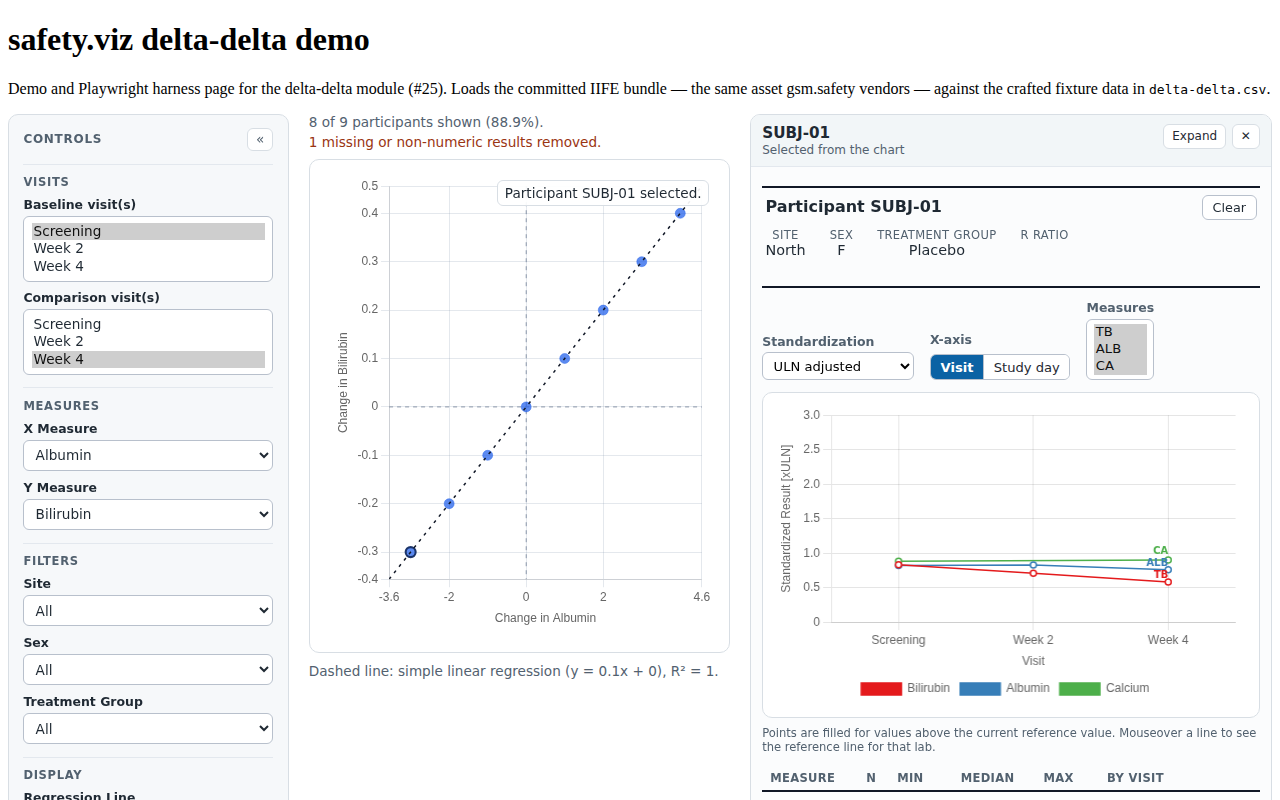 safety.viz delta-delta demo
Demo and Playwright harness page for the delta-delta module (#25). Loads the committed IIFE bundle — the same asset gsm.safety vendors — against the crafted fixture data in delta-delta.csv.
CONTROLS
«
VISITS
Baseline visit(s)
Screening
Week 2
Week 4
Comparison visit(s)
Screening
Week 2
Week 4
MEASURES
X Measure
Albumin
Y Measure
Bilirubin
FILTERS
Site
All
Sex
All
Treatment Group
All
DISPLAY
Regression Line
8 of 9 participants shown (88.9%).
1 missing or non-numeric results removed.
Participant SUBJ-01 selected.
Change in Bilirubin
0.5
0.4
0.3
0.2
0.1
0
-0.1
-0.2
-0.3
-0.4
-3.6 -2 0 2 4.6
Change in Albumin
Dashed line: simple linear regression (y = 0.1x + 0), R² = 1.
SUBJ-01
Selected from the chart
Expand ✕
Participant SUBJ-01
Clear
SITE SEX TREATMENT GROUP R RATIO
North F Placebo
Standardization
ULN adjusted
X-axis
Visit Study day
Measures
TB
ALB
CA
Standardized Result [xULN]
3.0
2.5
2.0
1.5
1.0
0.5
0
CA
ALB
TB
Screening Week 2 Week 4
Visit
Bilirubin Albumin Calcium
Points are filled for values above the current reference value. Mouseover a line to see
the reference line for that lab.
MEASURE N MIN MEDIAN MAX BY VISIT